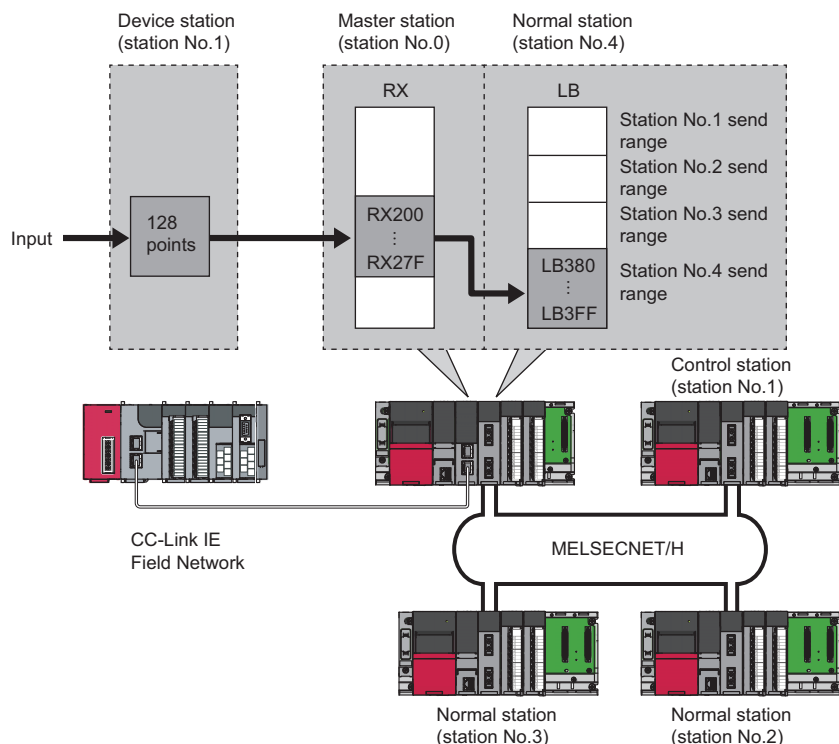 Device station
(station No.1)
Master station
(station No.0)
Normal station
(station No.4)
RX
LB
Station No.1 send
range
Station No.2 send
range
Station No.3 send
range
Station No.4 send
range
Input
128
points
RX200
⋮
RX27F
LB380
⋮
LB3FF
Control station
(station No.1)
CC-Link IE
Field Network
MELSECNET/H
Normal station
(station No.3)
Normal station
(station No.2)